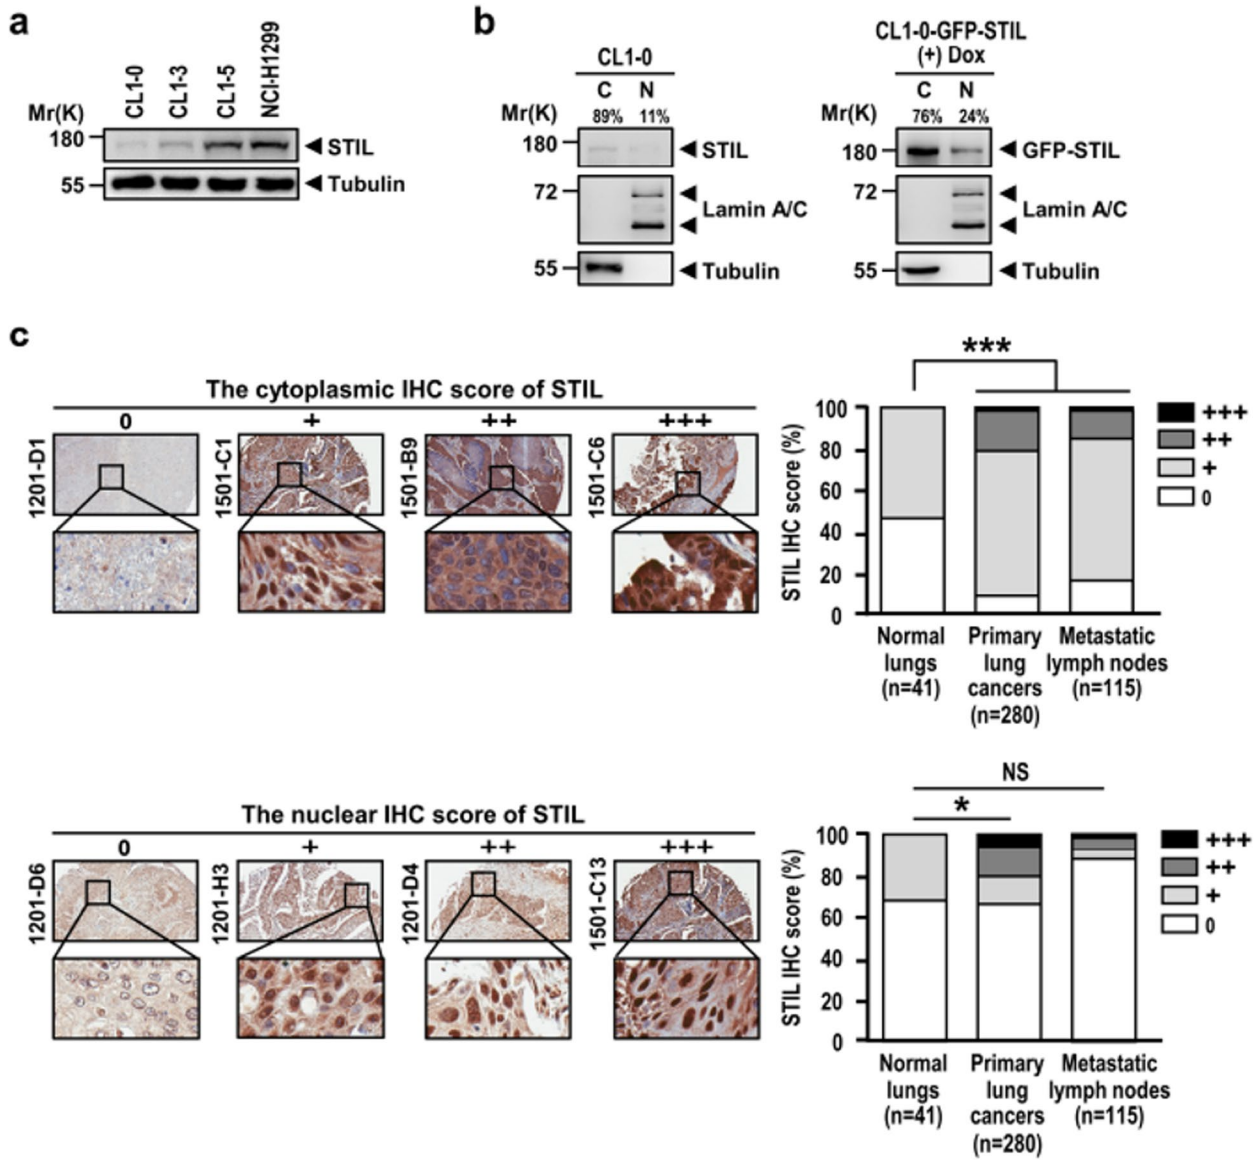 a
CL1-0
CL1-3
CL1-5
NCI-H1299
Mr(K)
180
STIL
55
Tubulin
b
CL1-0
C N
Mr(K) 89% 11%
180
STIL
72
Lamin A/C
55
Tubulin
CL1-0-GFP-STIL
(+) Dox
C N
Mr(K) 76% 24%
180
GFP-STIL
72
Lamin A/C
55
Tubulin
c
The cytoplasmic IHC score of STIL
0 + ++ +++
1201-D1
1501-C1
1501-B9
1501-C6
***
STIL IHC score (%)
100
80
60
40
20
0
+++
++
+
0
Normal
lungs
(n=41)
Primary
lung
cancers
(n=280)
Metastatic
lymph nodes
(n=115)
The nuclear IHC score of STIL
0 + ++ +++
1201-D6
1201-H3
1201-D4
1501-C13
NS
*
STIL IHC score (%)
100
80
60
40
20
0
+++
++
+
0
Normal
lungs
(n=41)
Primary
lung
cancers
(n=280)
Metastatic
lymph nodes
(n=115)